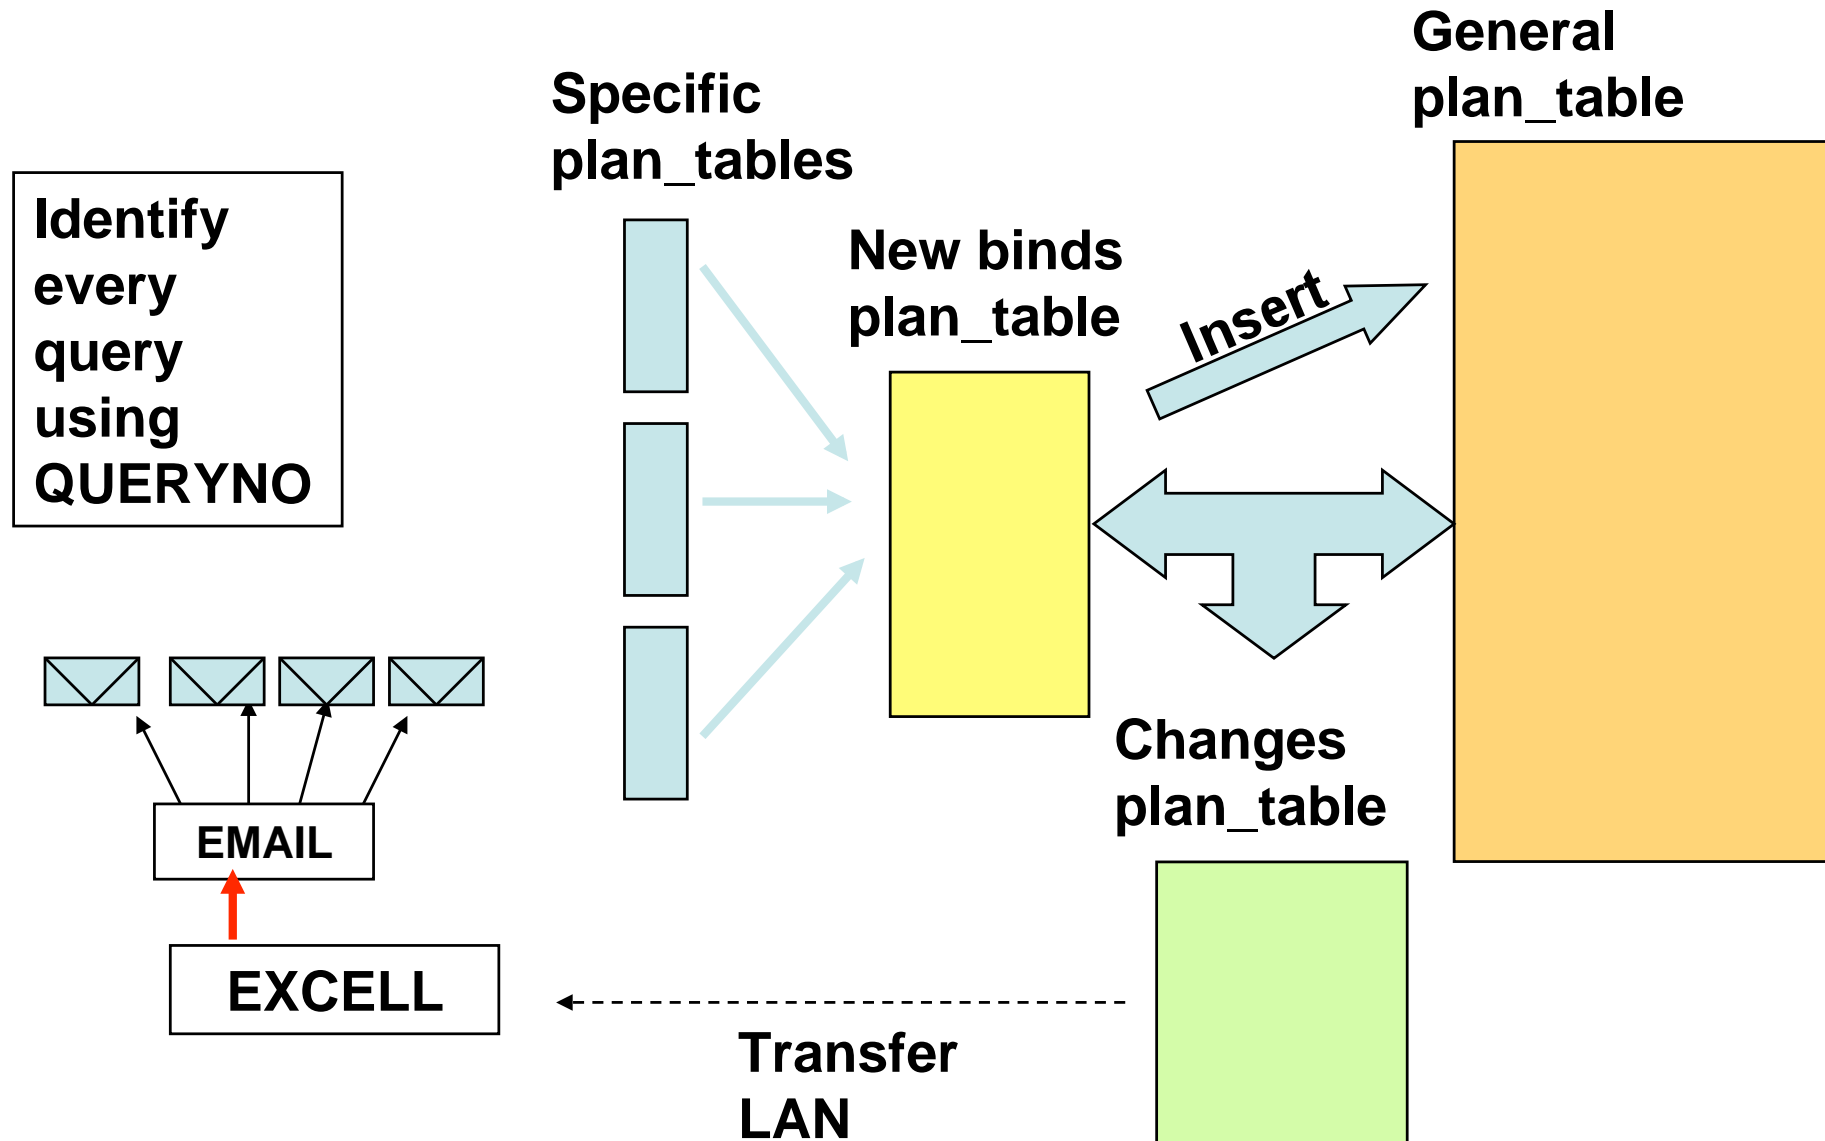 General
plan_table
Specific
plan_tables
Identify
every
query
using
QUERYNO
New binds
plan_table
Insert
Changes
plan_table
EMAIL
EXCELL
Transfer
LAN